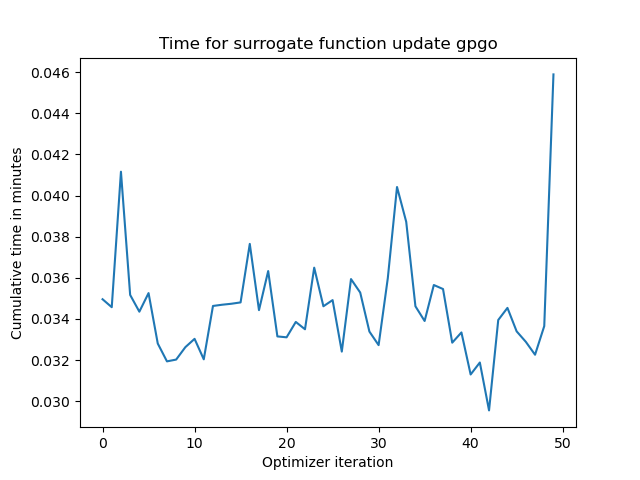 Time for surrogate function update gpgo
0.046
0.044
0.042
0.040
0.038
0.036
0.034
0.032
0.030
Cumulative time in minutes
0 10 20 30 40 50
Optimizer iteration